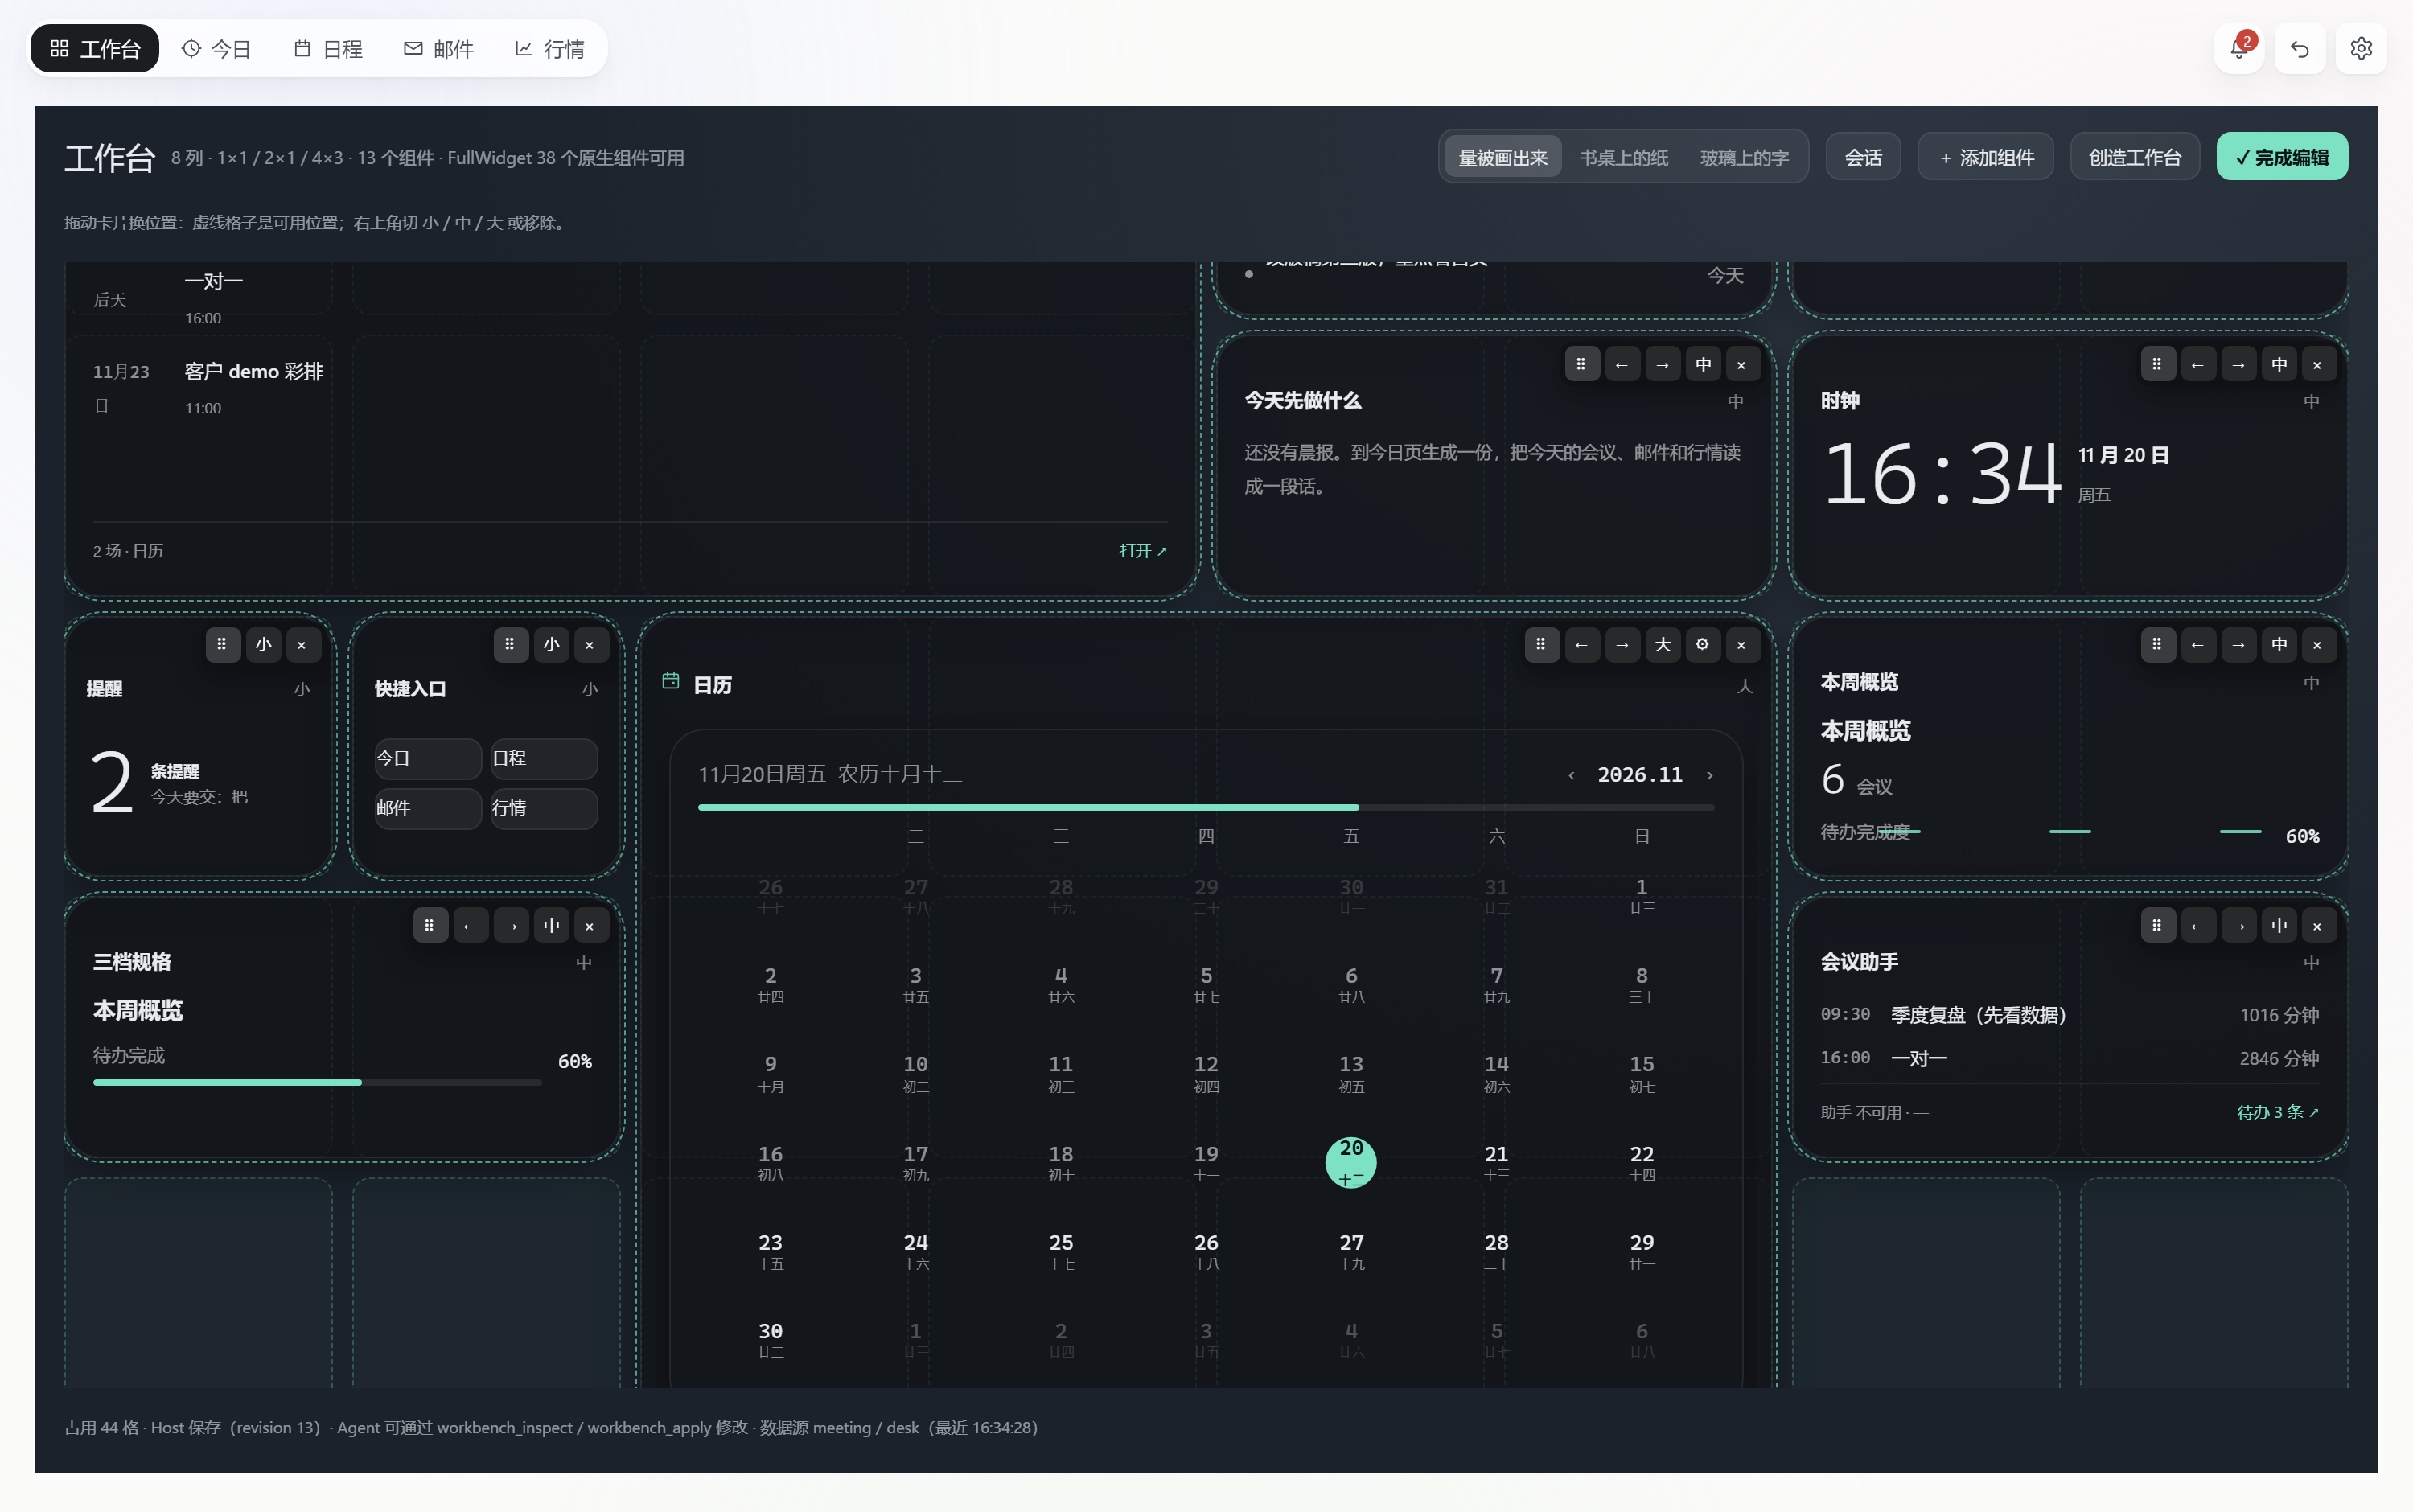 工作台
今日
日程
邮件
行情
2
工作台
8 列 · 1×1 / 2×1 / 4×3 · 13 个组件 · FullWidget 38 个原生组件可用
量被画出来
书桌上的纸
玻璃上的字
会话
+ 添加组件
创造工作台
✓ 完成编辑
拖动卡片换位置：虚线格子是可用位置；右上角切 小 / 中 / 大 或移除。
后天
一对一
16:00
11月23日
客户 demo 彩排
11:00
2 场 · 日历
打开 ↗
今天
← → 中 ×
今天先做什么
中
还没有晨报。到今日页生成一份，把今天的会议、邮件和行情读
成一段话。
← → 中 ×
时钟
中
16:34
11 月 20 日
周五
小 ×
提醒
小
2
条提醒
今天要交：把
小 ×
快捷入口
小
今日
日程
邮件
行情
← → 大 ×
日历
大
11月20日周五 农历十月十二
‹ 2026.11 ›
一 二 三 四 五 六 日
26 27 28 29 30 31 1
十七 十八 十九 二十 廿一 廿二 廿三
2 3 4 5 6 7 8
廿四 廿五 廿六 廿七 廿八 廿九 三十
9 10 11 12 13 14 15
十月 初二 初三 初四 初五 初六 初七
16 17 18 19 20 21 22
初八 初九 初十 十一 十二 十三 十四
23 24 25 26 27 28 29
十五 十六 十七 十八 十九 二十 廿一
30 1 2 3 4 5 6
廿二 廿三 廿四 廿五 廿六 廿七 廿八
← → 中 ×
本周概览
中
本周概览
6 会议
待办完成度
60%
← → 中 ×
三档规格
中
本周概览
待办完成
60%
← → 中 ×
会议助手
中
09:30 季度复盘（先看数据） 1016 分钟
16:00 一对一 2846 分钟
助手 不可用 · —
待办 3 条 ↗
占用 44 格 · Host 保存（revision 13）· Agent 可通过 workbench_inspect / workbench_apply 修改 · 数据源 meeting / desk（最近 16:34:28）